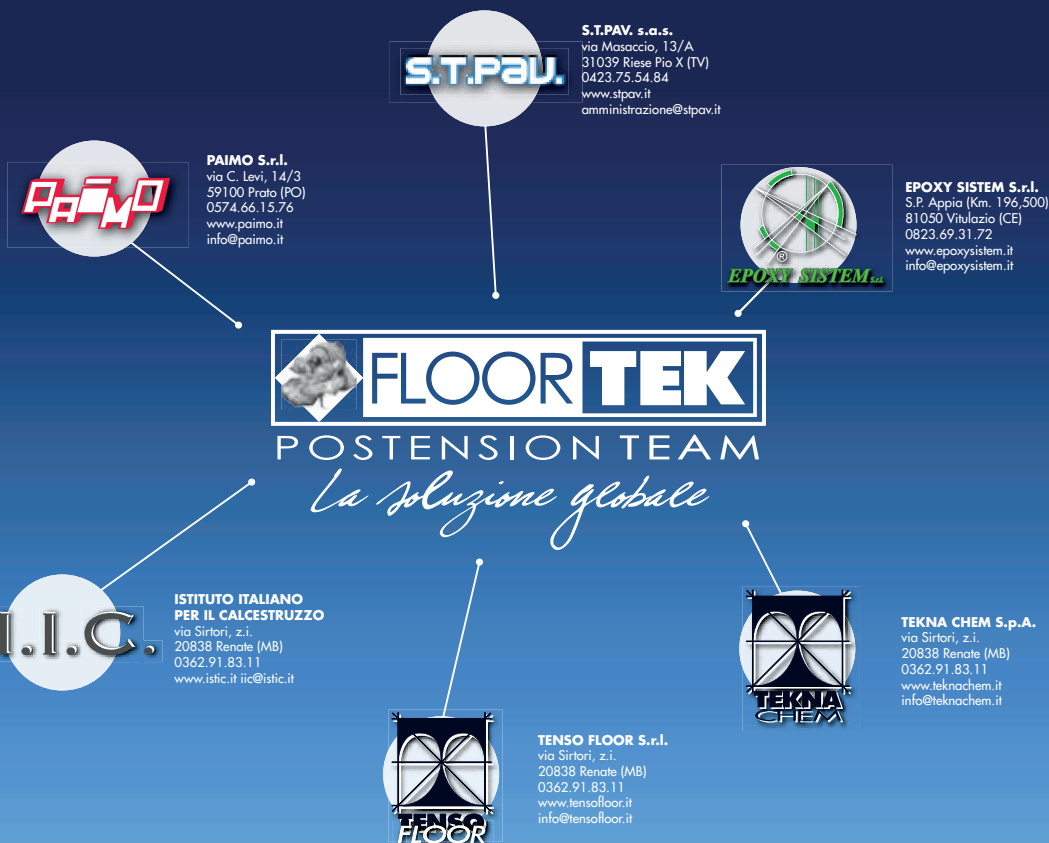 S.T.PAV.
S.T.PAV. s.a.s.
via Masaccio, 13/A
31039 Riese Pio X (TV)
0423.75.54.84
www.stpav.it
amministrazione@stpav.it
PAIMO
PAIMO S.r.l.
via C. Levi, 14/3
59100 Prato (PO)
0574.66.15.76
www.paimo.it
info@paimo.it
®
EPOXY SISTEM s.r.l.
EPOXY SISTEM S.r.l.
S.P. Appia (Km. 196,500)
81050 Vitulazio (CE)
0823.69.31.72
www.epoxysistem.it
info@epoxysistem.it
FLOORTEK
POSTENSION TEAM
La soluzione globale
I.I.C.
ISTITUTO ITALIANO
PER IL CALCESTRUZZO
via Sirtori, z.i.
20838 Renate (MB)
0362.91.83.11
www.istic.it iic@istic.it
TEKNA
CHEM
TEKNA CHEM S.p.A.
via Sirtori, z.i.
20838 Renate (MB)
0362.91.83.11
www.teknachem.it
info@teknachem.it
TENSO
FLOOR
TENSO FLOOR S.r.l.
via Sirtori, z.i.
20838 Renate (MB)
0362.91.83.11
www.tensofloor.it
info@tensofloor.it